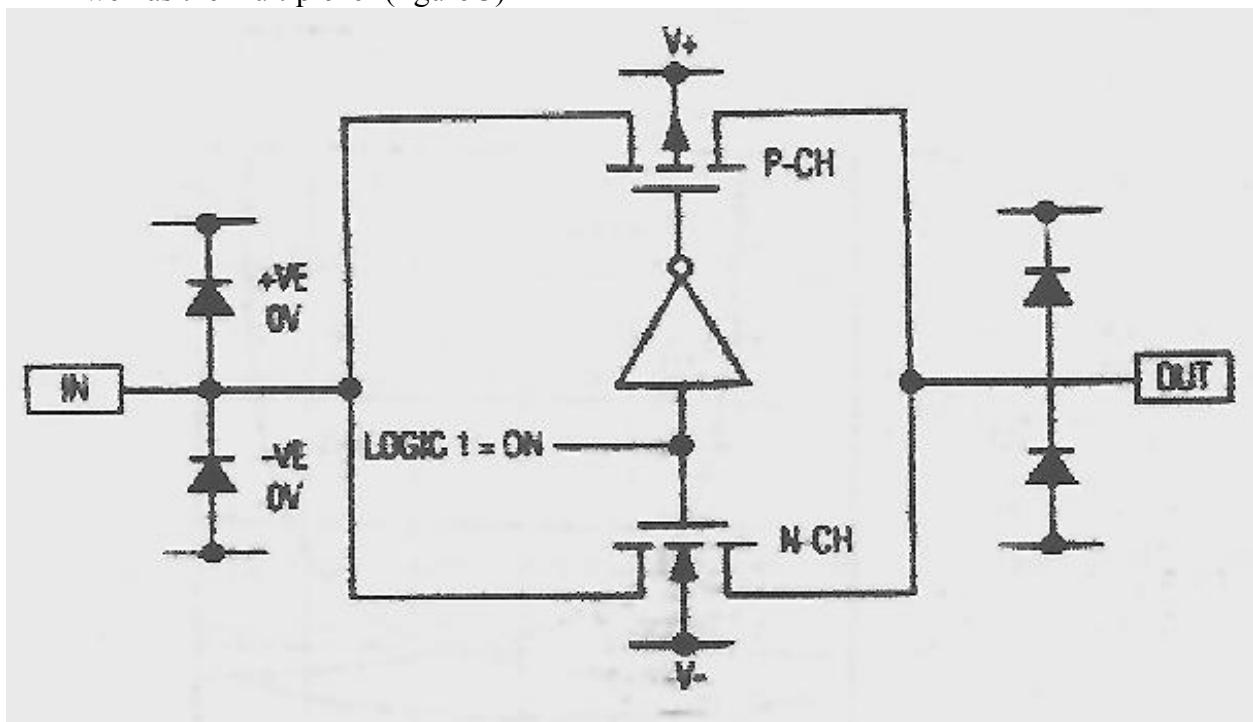 V+
P-CH
+VE
0V
IN
OUT
LOGIC 1 = ON
-VE
0V
N-CH
V-